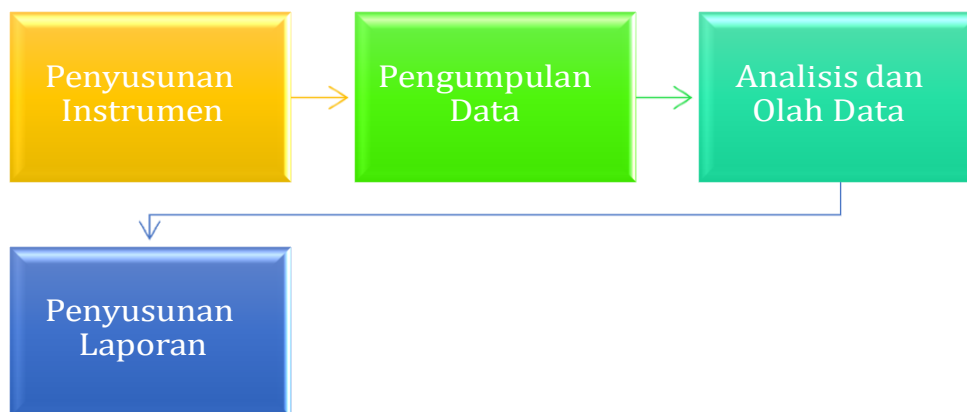 Penyusunan
Instrumen
Pengumpulan
Data
Analisis dan
Olah Data
Penyusunan
Laporan